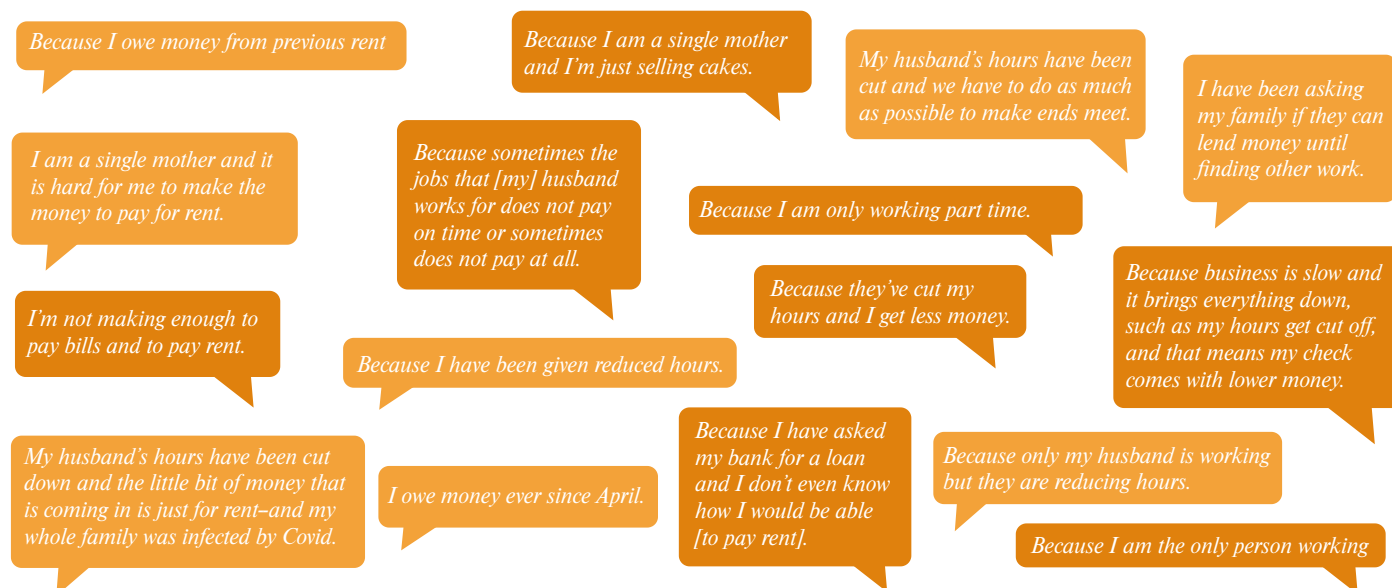 Because I owe money from previous rent
Because I am a single mother
and I'm just selling cakes.
My husband's hours have been
cut and we have to do as much
as possible to make ends meet.
I have been asking
my family if they can
lend money until
finding other work.
I am a single mother and it
is hard for me to make the
money to pay for rent.
Because sometimes the
jobs that [my] husband
works for does not pay
on time or sometimes
does not pay at all.
Because I am only working part time.
Because they've cut my
hours and I get less money.
Because business is slow and
it brings everything down,
such as my hours get cut off,
and that means my check
comes with lower money.
I'm not making enough to
pay bills and to pay rent.
Because I have been given reduced hours.
My husband's hours have been cut
down and the little bit of money that
is coming in is just for rent–and my
whole family was infected by Covid.
I owe money ever since April.
Because I have asked
my bank for a loan
and I don't even know
how I would be able
[to pay rent].
Because only my husband is working
but they are reducing hours.
Because I am the only person working